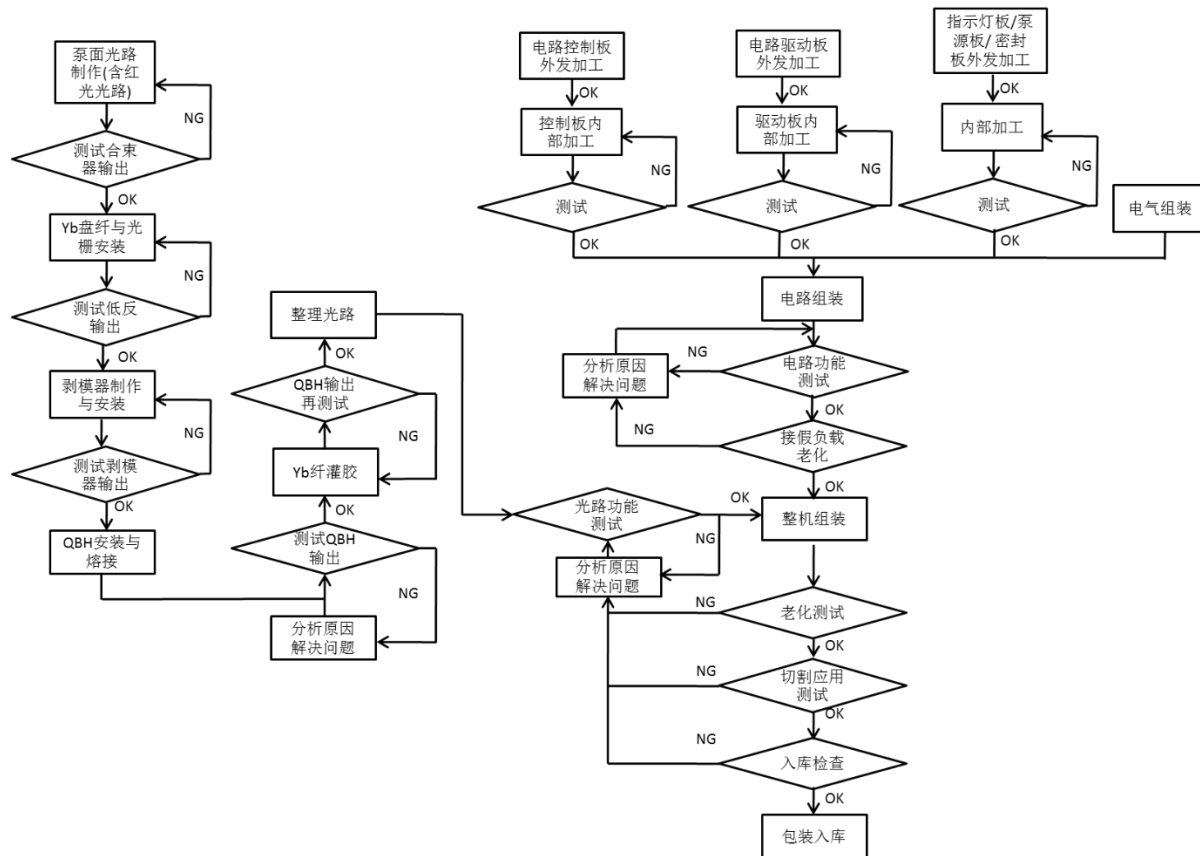 泵面光路
制作(含红
光光路)
NG
测试合束
器输出
OK
Yb盘纤与光
栅安装
NG
测试低反
输出
OK
剥模器制作
与安装
NG
测试剥模
器输出
OK
QBH安装与
熔接
整理光路
OK
QBH输出
再测试
NG
Yb纤灌胶
OK
测试QBH
输出
NG
分析原因
解决问题
电路控制板
外发加工
OK
控制板内
部加工
NG
测试
OK
电路驱动板
外发加工
OK
驱动板内
部加工
NG
测试
OK
指示灯板/泵
源板/密封
板外发加工
OK
内部加工
NG
测试
OK
电气组装
电路组装
分析原因
解决问题
NG
电路功能
测试
OK
NG
接假负载
老化
OK
光路功能
测试
OK
整机组装
NG
分析原因
解决问题
NG
老化测试
OK
NG
切割应用
测试
OK
NG
入库检查
OK
包装入库